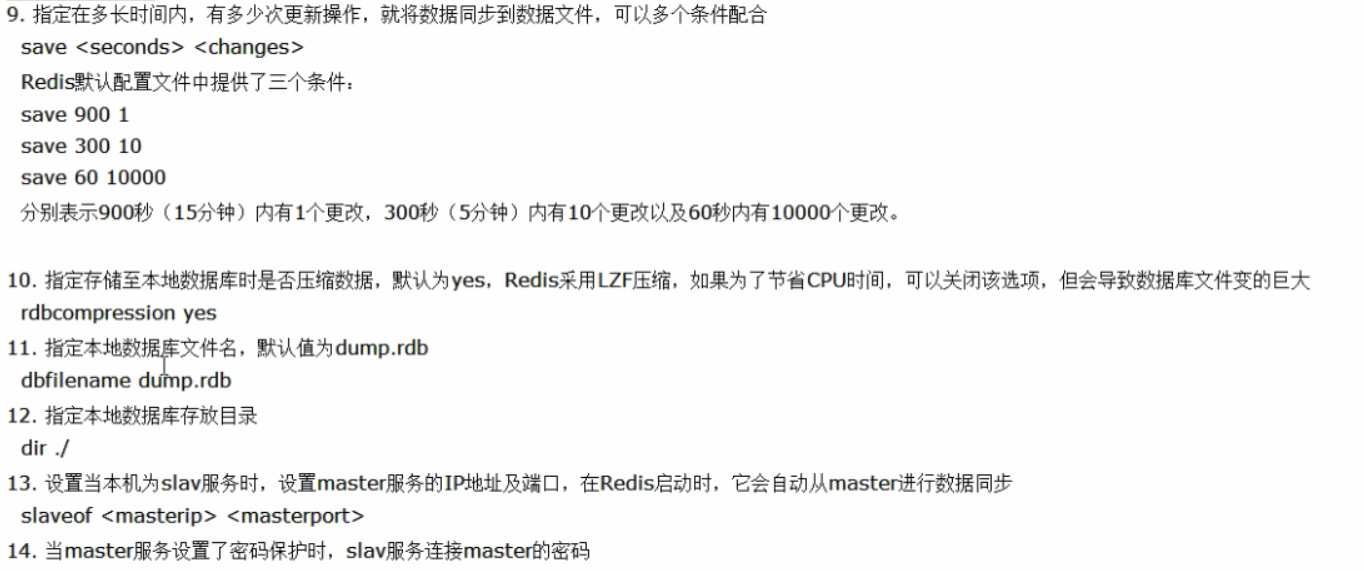 9. 指定在多长时间内，有多少次更新操作，就将数据同步到数据文件，可以多个条件配合
save <seconds> <changes>
Redis默认配置文件中提供了三个条件：
save 900 1
save 300 10
save 60 10000
分别表示900秒（15分钟）内有1个更改，300秒（5分钟）内有10个更改以及60秒内有10000个更改。
10. 指定存储至本地数据库时是否压缩数据，默认为yes，Redis采用LZF压缩，如果为了节省CPU时间，可以关闭该选项，但会导致数据库文件变的巨大
rdbcompression yes
11. 指定本地数据库文件名，默认值为dump.rdb
dbfilename dump.rdb
12. 指定本地数据库存放目录
dir ./
13. 设置当本机为slav服务时，设置master服务的IP地址及端口，在Redis启动时，它会自动从master进行数据同步
slaveof <masterip> <masterport>
14. 当master服务设置了密码保护时，slav服务连接master的密码